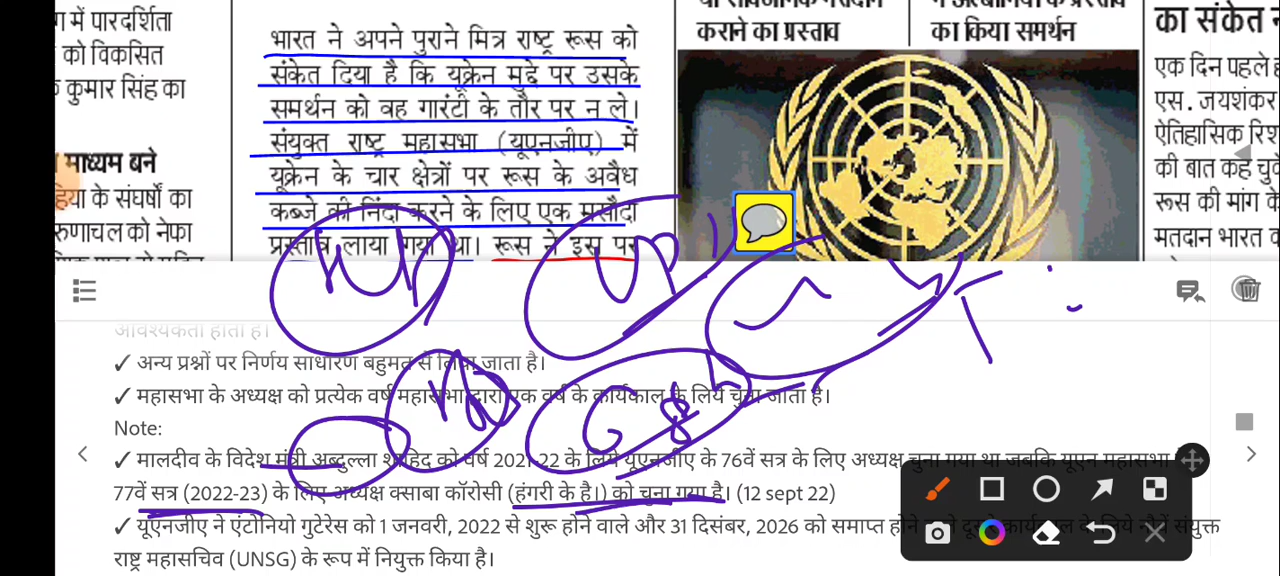 ग में पारदर्शिता
को विकसित
कुमार सिंह का
माध्यम बने
हेया के संघर्षों का
रुणाचल को नेफा
भारत ने अपने पुराने मित्र राष्ट्र रूस को
संकेत दिया है कि यूक्रेन मुद्दे पर उसके
समर्थन को वह गारंटी के तौर पर न ले।
संयुक्त राष्ट्र महासभा (यूएनजीए) में
यूक्रेन के चार क्षेत्रों पर रूस के अवैध
कब्जे की निंदा करने के लिए एक मसौदा
प्रस्ताव लाया गया था। रूस ने इस पर
कराने का प्रस्ताव
का किया समर्थन
का संकेत
एक दिन पहले
एस. जयशंकर
ऐतिहासिक
की बात कह चुके
रूस की मांग के
मतदान भारत
आवश्यकता होती है।
✓ अन्य प्रश्नों पर निर्णय साधारण बहुमत से लिया जाता है।
✓ महासभा के अध्यक्ष को प्रत्येक वर्ष महासभा द्वारा एक वर्ष के कार्यकाल के लिये चुना जाता है।
Note:
✓ मालदीव के विदेश मंत्री अब्दुल्ला शाहिद को वर्ष 2021-22 के लिये यूएनजीए के 76वें सत्र के लिए अध्यक्ष चुना गया था जबकि यूएन महासभा
77वें सत्र (2022-23) के लिए अध्यक्ष क्साबा कॉरोसी (हंगरी के है।) को चुना गया है। (12 sept 22)
✓ यूएनजीए ने एंटोनियो गुटेरेस को 1 जनवरी, 2022 से शुरू होने वाले और 31 दिसंबर, 2026 को समाप्त होने दूसरे कार्यकाल के लिये नौवें संयुक्त
राष्ट्र महासचिव (UNSG) के रूप में नियुक्त किया है।